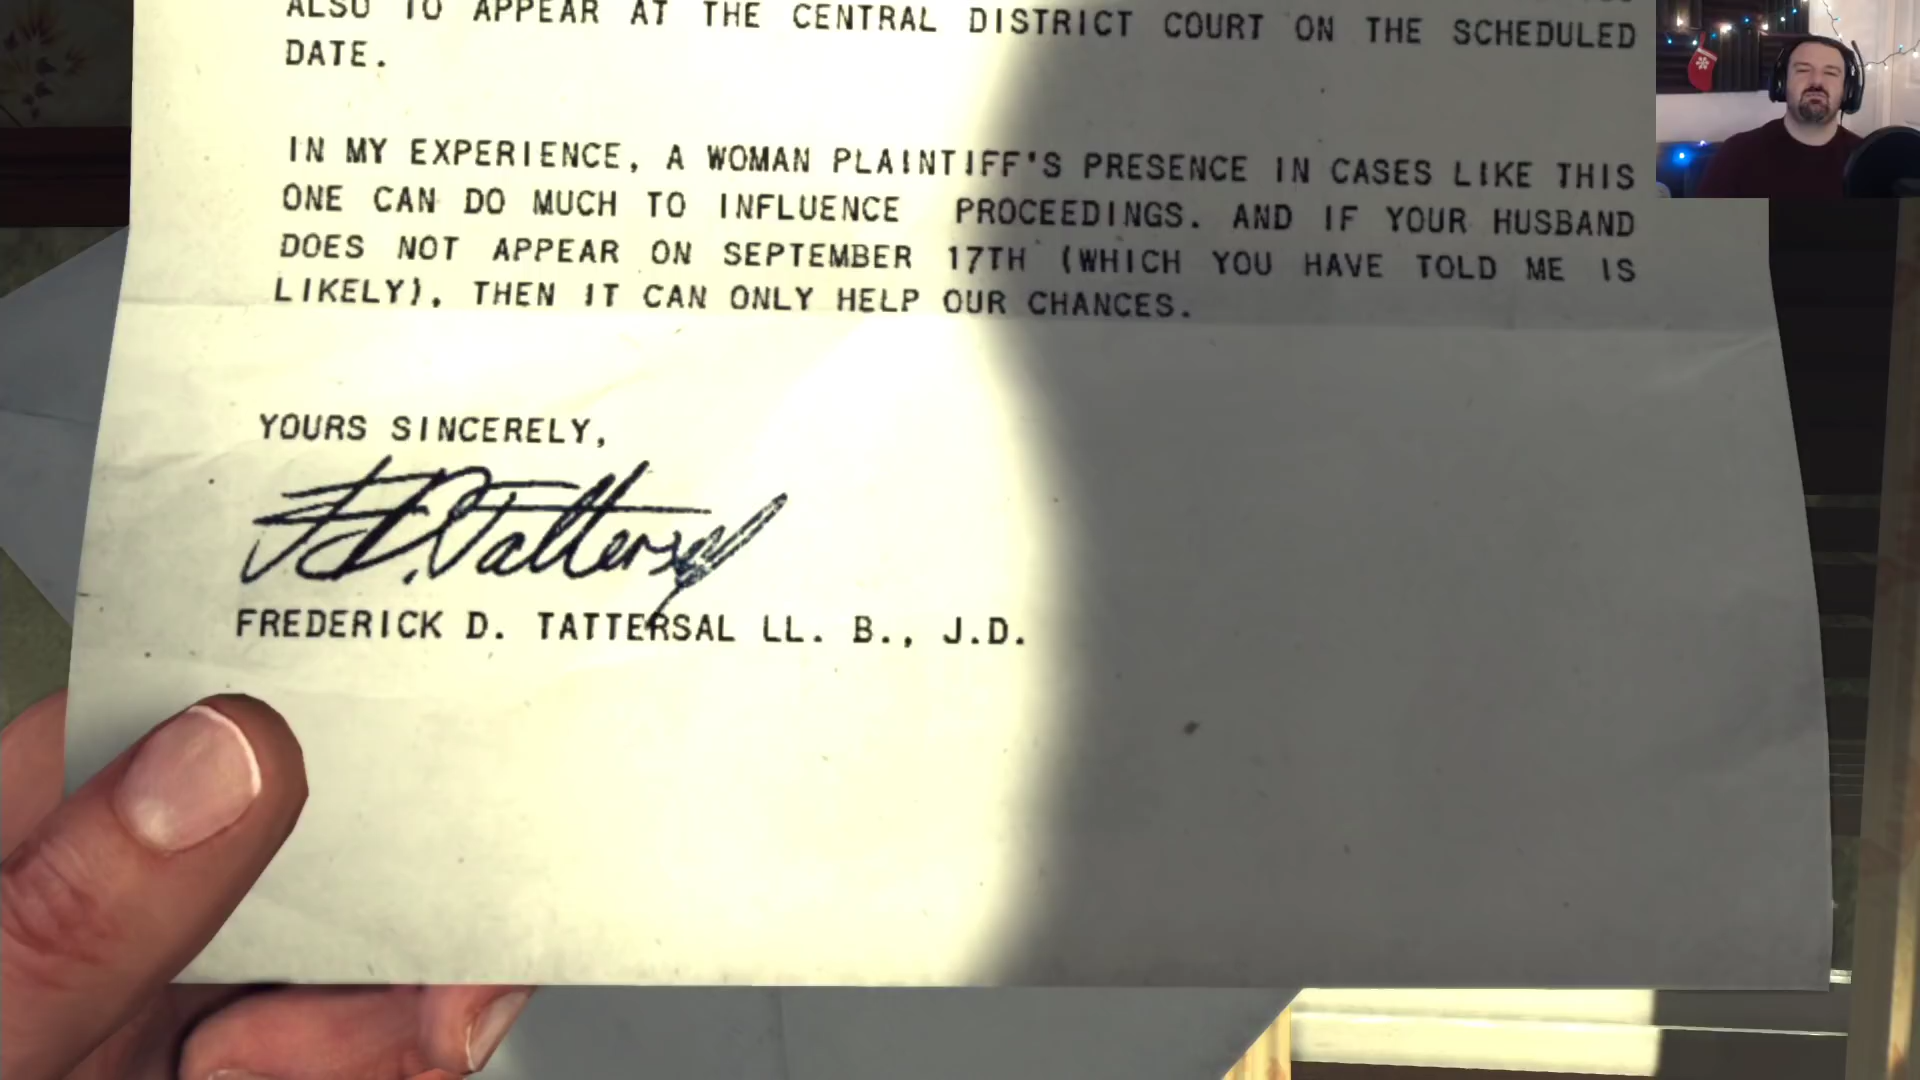 ALSO TO APPEAR AT THE CENTRAL DISTRICT COURT ON THE SCHEDULED
DATE.
IN MY EXPERIENCE, A WOMAN PLAINTIFF'S PRESENCE IN CASES LIKE THIS
ONE CAN DO MUCH TO INFLUENCE PROCEEDINGS. AND IF YOUR HUSBAND
DOES NOT APPEAR ON SEPTEMBER 17TH (WHICH YOU HAVE TOLD ME IS
LIKELY), THEN IT CAN ONLY HELP OUR CHANCES.
YOURS SINCERELY,
F.D. Tattersal
FREDERICK D. TATTERSAL LL. B., J.D.